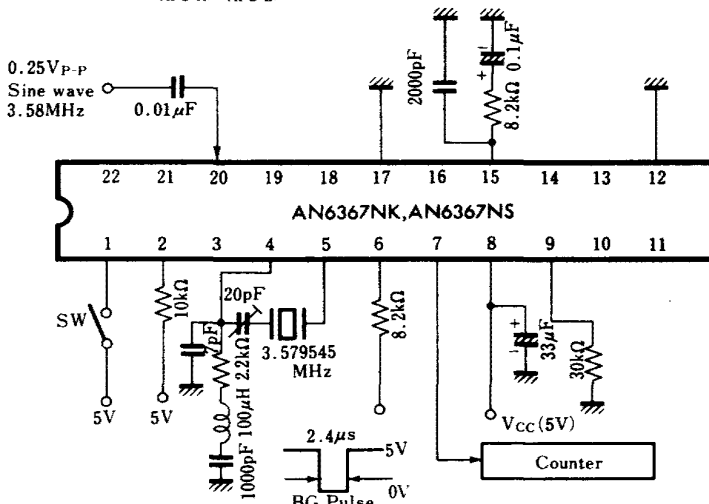 0.25VP-P
Sine wave
3.58MHz
0.01μF
2000pF
0.1μF
8.2kΩ
22 21 20 19 18 17 16 15 14 13 12
AN6367NK,AN6367NS
1 2 3 4 5 6 7 8 9 10 11
SW
5V
10kΩ
5V
20pF
2.2kΩ
100μH
1000pF
3.579545
MHz
8.2kΩ
2.4μs
5V
0V
BG Pulse
33μF
VCC(5V)
30kΩ
Counter